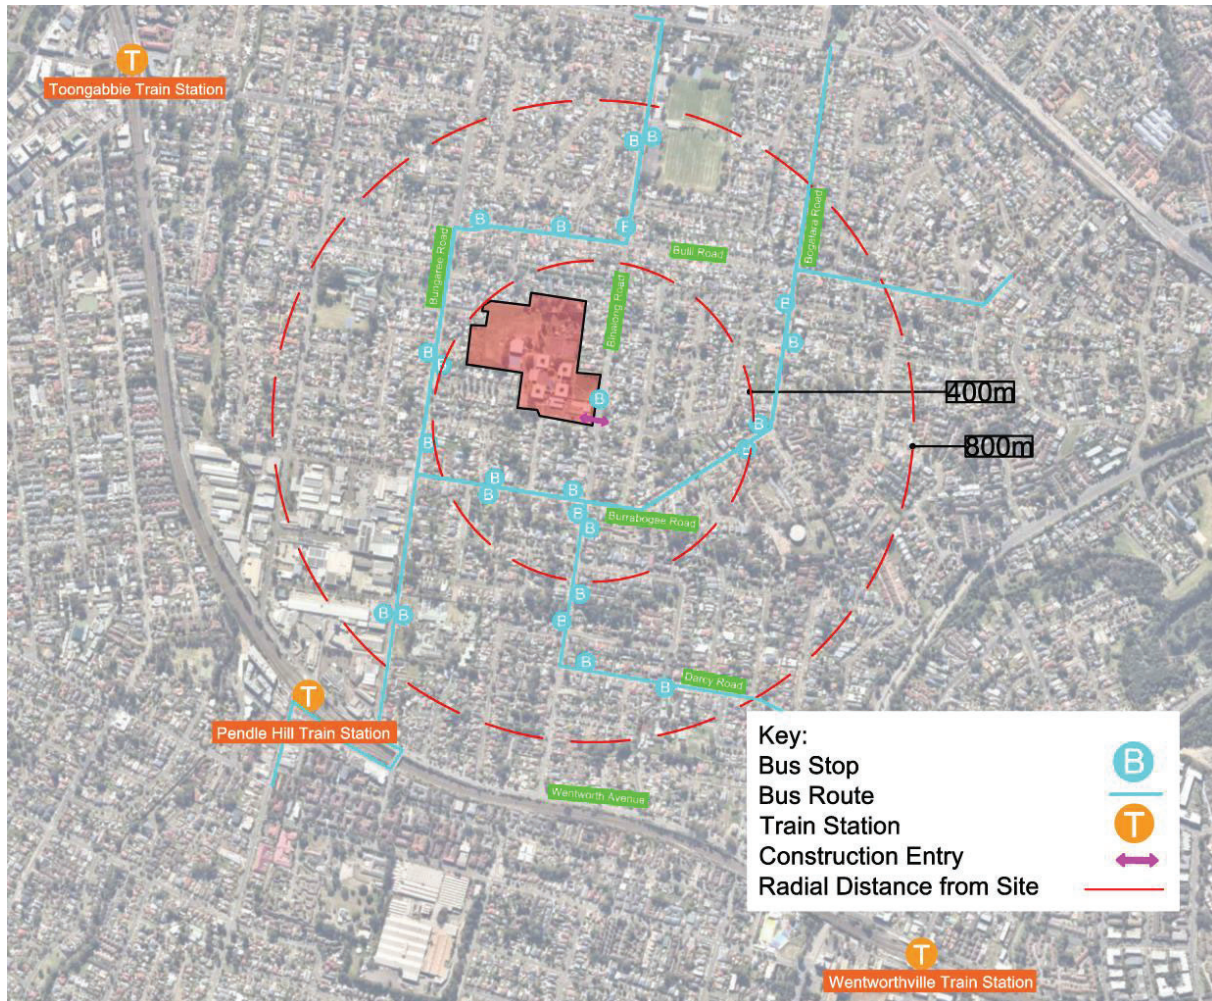 T
Toongabbie Train Station
B
B
B
B
B
Bungaree Road
Bulli Road
Binalong Road
Bogalara Road
B
B
B
B
B
B
400m
800m
B
B
B
B
B
B
B
B
B
Burrabogee Road
B
B
B
B
B
B
Darcy Road
T
Pendle Hill Train Station
Wentworth Avenue
Key:
Bus Stop
B
Bus Route
Train Station
T
Construction Entry
Radial Distance from Site
T
Wentworthville Train Station